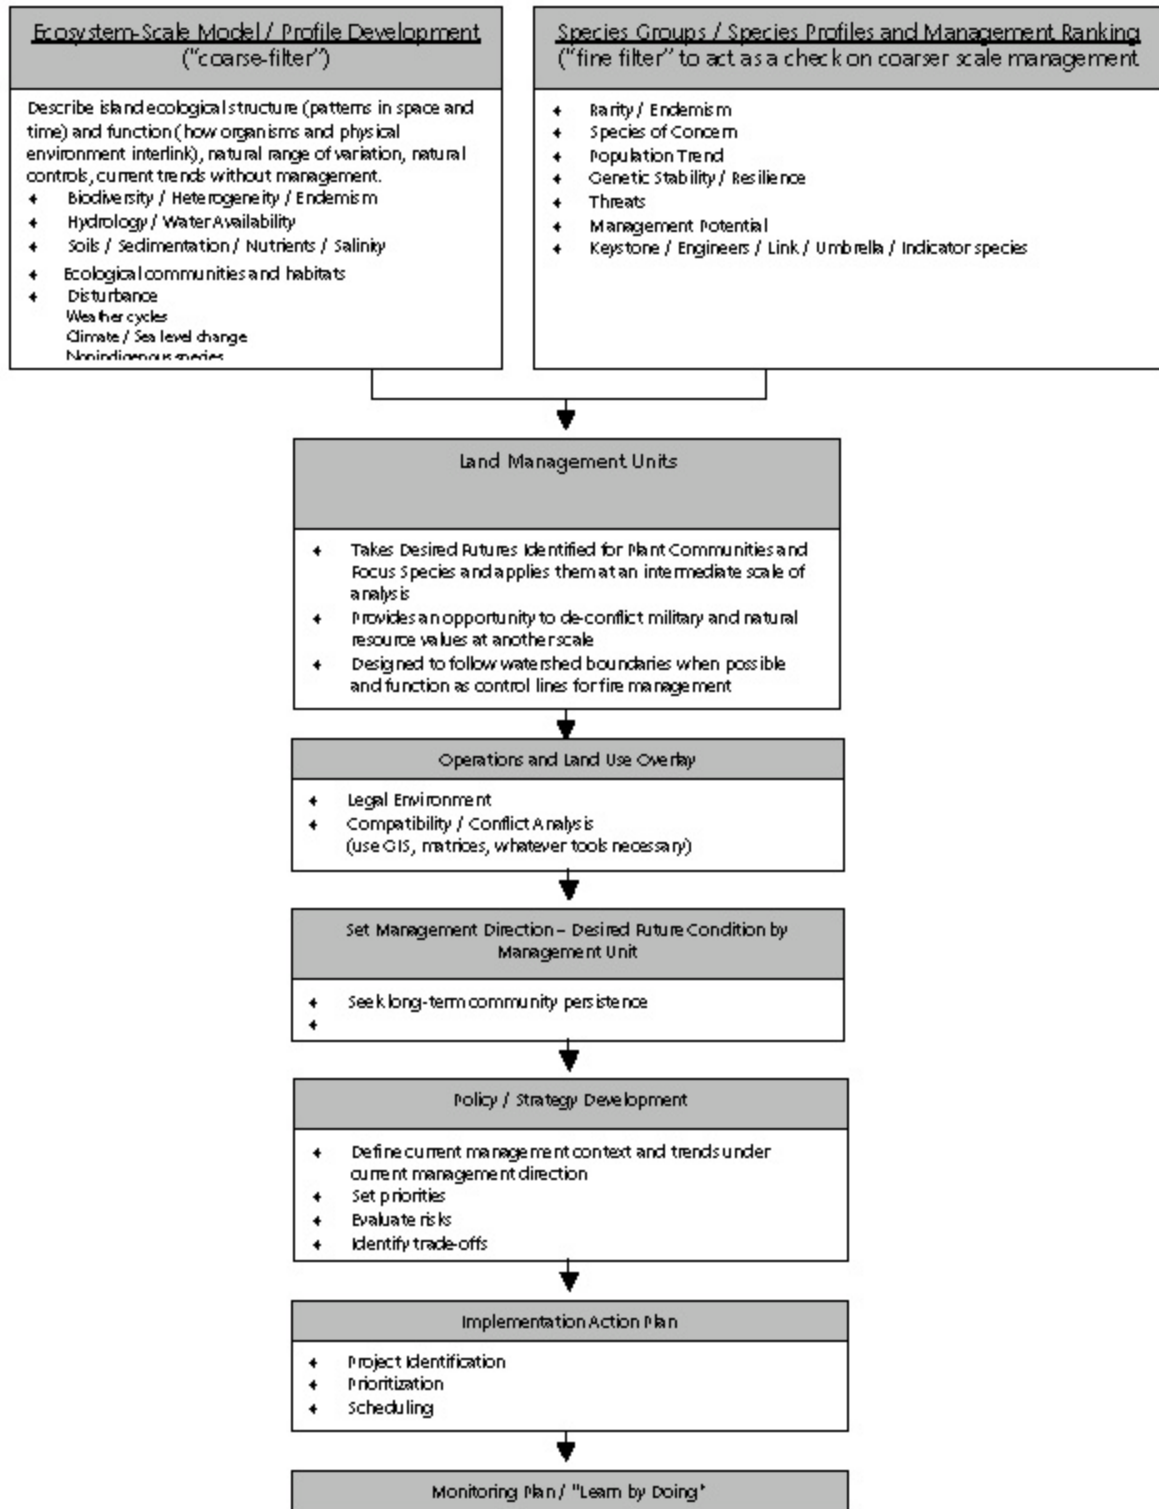 Ecosystem-Scale Model / Profile Development
("coarse-filter")
Describe island ecological structure (patterns in space and
time) and function (how organisms and physical
environment interlink), natural range of variation, natural
controls, current trends without management.
Biodiversity / Heterogeneity / Endemism
Hydrology / Water Availability
Soils / Sedimentation / Nutrients / Salinity
Ecological communities and habitats
Disturbance
Weather cycles
Climate / Sea level change
Nonindigenous species
Species Groups / Species Profiles and Management Ranking
("fine filter" to act as a check on coarser scale management
Rarity / Endemism
Species of Concern
Population Trend
Genetic Stability / Resilience
Threats
Management Potential
Keystone / Engineers / Link / Umbrella / Indicator species
Land Management Units
Takes Desired Futures Identified for Plant Communities and
Focus Species and applies them at an intermediate scale of
analysis
Provides an opportunity to de-conflict military and natural
resource values at another scale
Designed to follow watershed boundaries when possible
and function as control lines for fire management
Operations and Land Use Overlay
Legal Environment
Compatibility / Conflict Analysis
(use GIS, matrices, whatever tools necessary)
Set Management Direction – Desired Future Condition by
Management Unit
Seek long-term community persistence
Policy / Strategy Development
Define current management context and trends under
current management direction
Set priorities
Evaluate risks
Identify trade-offs
Implementation Action Plan
Project Identification
Prioritization
Scheduling
Monitoring Plan / "Learn by Doing"